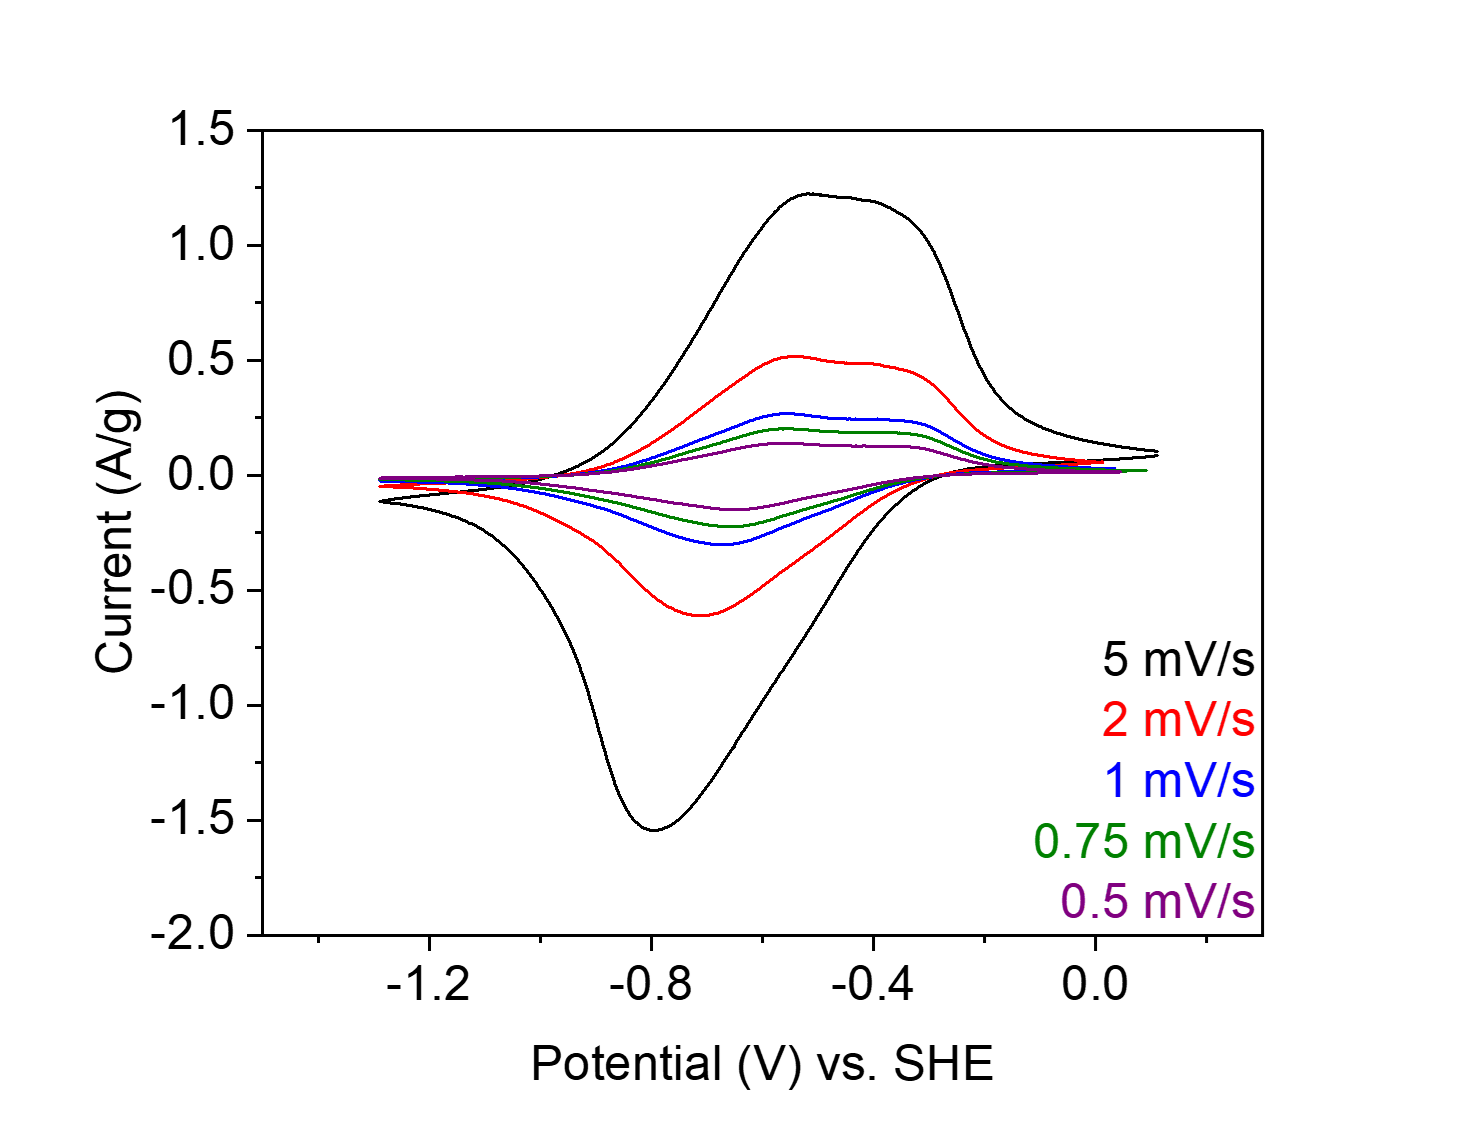 1.5
1.0
0.5
0.0
-0.5
-1.0
-1.5
-2.0
Current (A/g)
5 mV/s
2 mV/s
1 mV/s
0.75 mV/s
0.5 mV/s
-1.2 -0.8 -0.4 0.0
Potential (V) vs. SHE